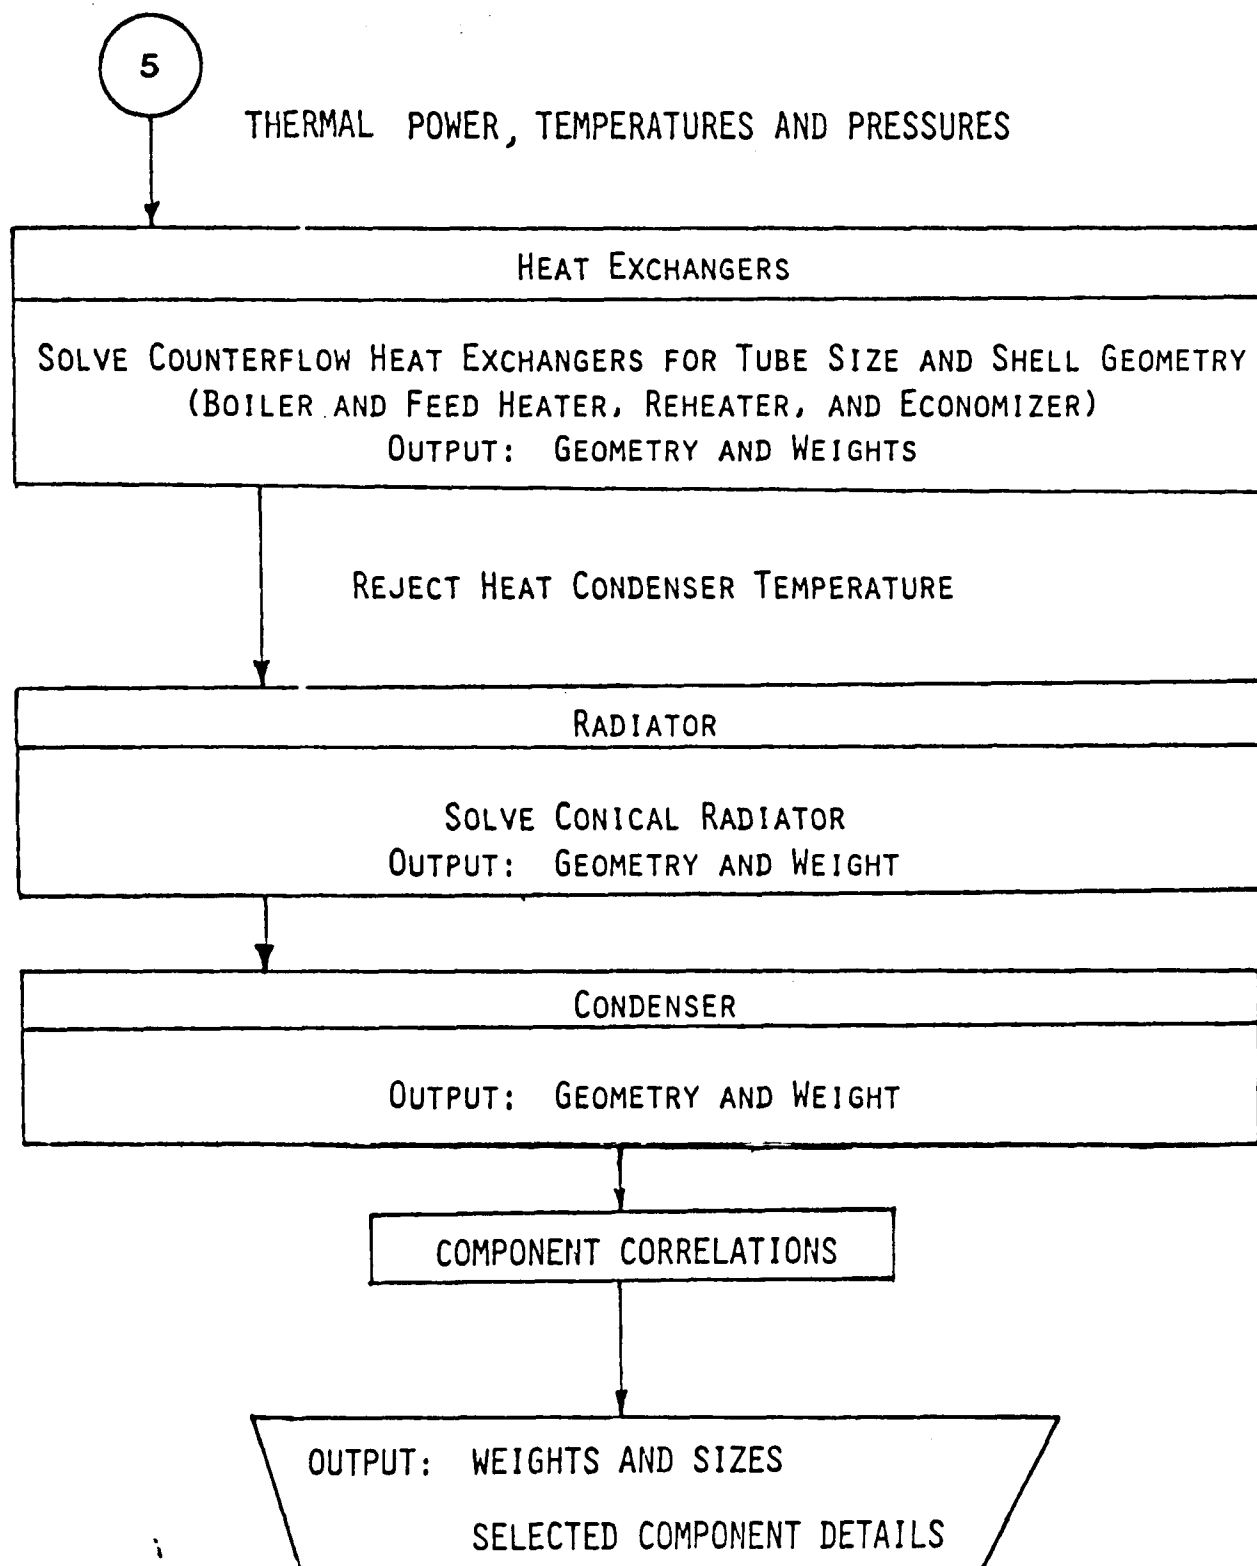 5
THERMAL POWER, TEMPERATURES AND PRESSURES
HEAT EXCHANGERS
SOLVE COUNTERFLOW HEAT EXCHANGERS FOR TUBE SIZE AND SHELL GEOMETRY
(BOILER AND FEED HEATER, REHEATER, AND ECONOMIZER)
OUTPUT: GEOMETRY AND WEIGHTS
REJECT HEAT CONDENSER TEMPERATURE
RADIATOR
SOLVE CONICAL RADIATOR
OUTPUT: GEOMETRY AND WEIGHT
CONDENSER
OUTPUT: GEOMETRY AND WEIGHT
COMPONENT CORRELATIONS
OUTPUT: WEIGHTS AND SIZES
SELECTED COMPONENT DETAILS